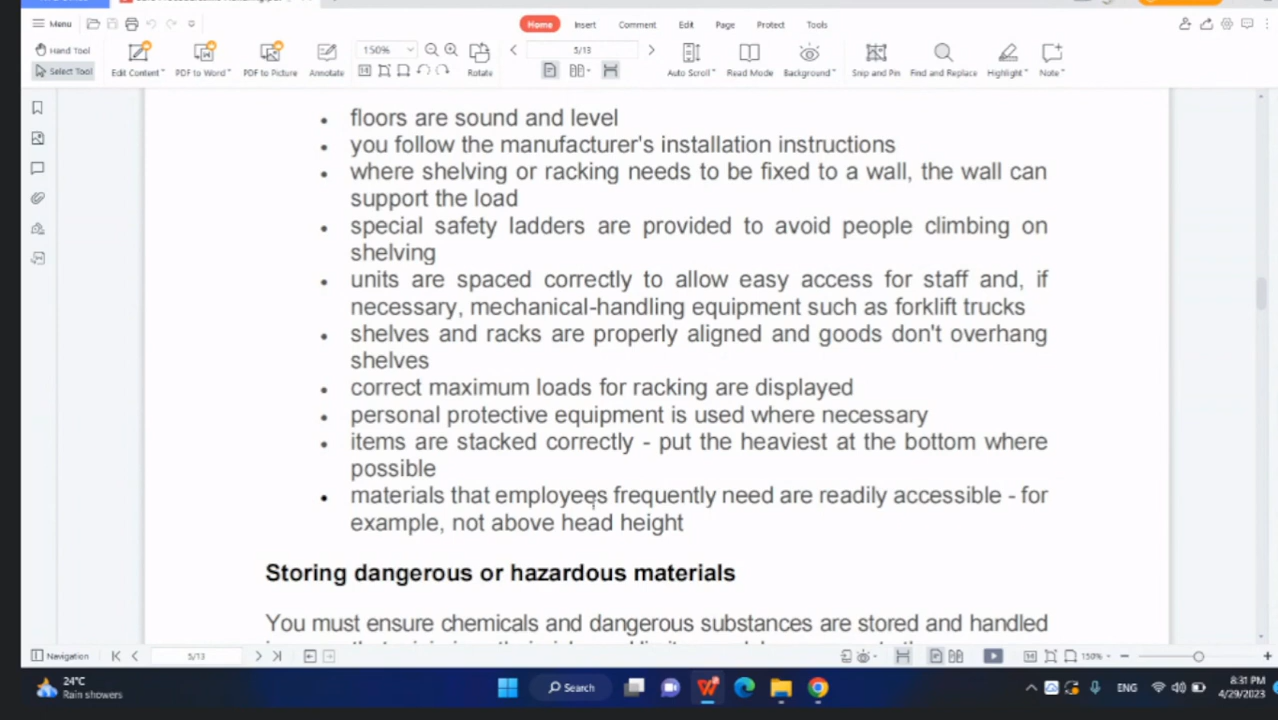 Menu Home Insert Comment Edit Page Protect Tools
Hand Tool
Select Tool
Edit Content
PDF to Word
PDF to Picture
Annotate
150%
5/13
Rotate
Auto Scroll
Read Mode
Background
Snip and Pin
Find and Replace
Highlight
Note
• floors are sound and level
• you follow the manufacturer's installation instructions
• where shelving or racking needs to be fixed to a wall, the wall can
support the load
• special safety ladders are provided to avoid people climbing on
shelving
• units are spaced correctly to allow easy access for staff and, if
necessary, mechanical-handling equipment such as forklift trucks
• shelves and racks are properly aligned and goods don't overhang
shelves
• correct maximum loads for racking are displayed
• personal protective equipment is used where necessary
• items are stacked correctly - put the heaviest at the bottom where
possible
• materials that employees frequently need are readily accessible - for
example, not above head height
Storing dangerous or hazardous materials
You must ensure chemicals and dangerous substances are stored and handled
Navigation 5/13 150%
24°C
Rain showers
Search
ENG
8:31 PM
4/29/2023